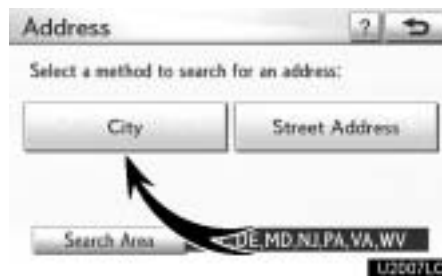 Address ?
Select a method to search for an address:
City Street Address
Search Area DE,MD,NJ,PA,VA,WV
U2007LC